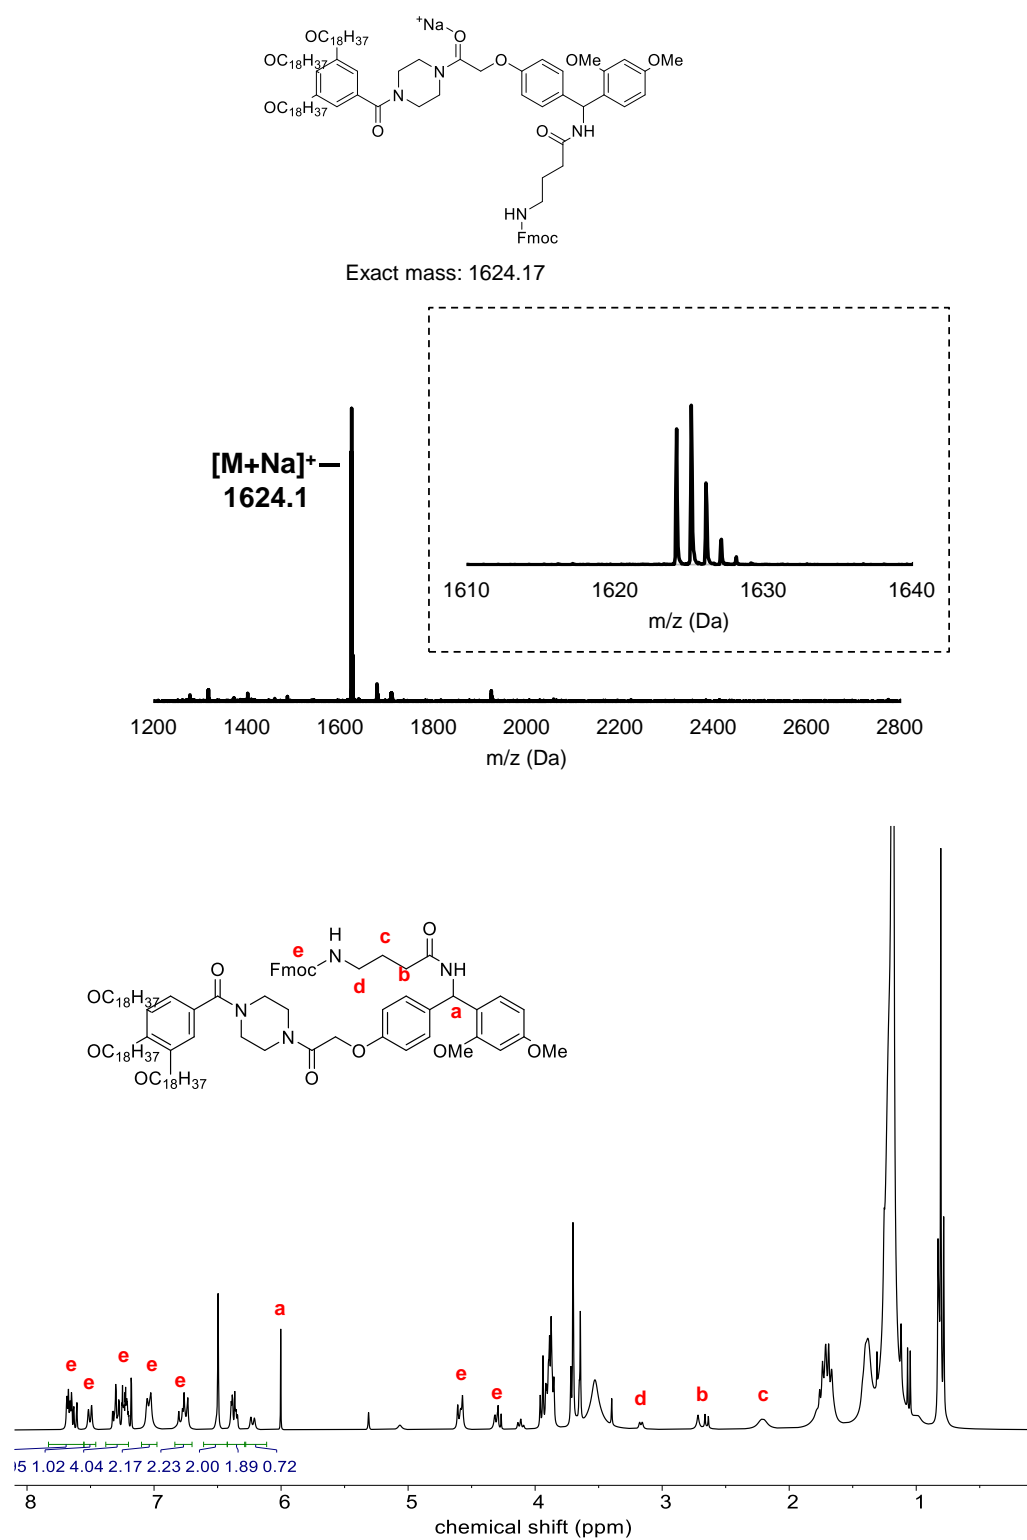 +Na
OC18H37
O
OMe
OMe
OC18H37
N
O
OC18H37
N
O
O
NH
HN
Fmoc
Exact mass: 1624.17
[M+Na]+
1624.1
1610 1620 1630 1640
m/z (Da)
1200 1400 1600 1800 2000 2200 2400 2600 2800
m/z (Da)
H
c
O
e
N
Fmoc
d
b
N
H
O
OC18H37
a
N
N
OC18H37
O
OMe
OMe
OC18H37
O
a
e
e
e
e
e
e
e
d
b
c
05 1.02 4.04 2.17 2.23 2.00 1.89 0.72
8 7 6 5 4 3 2 1
chemical shift (ppm)